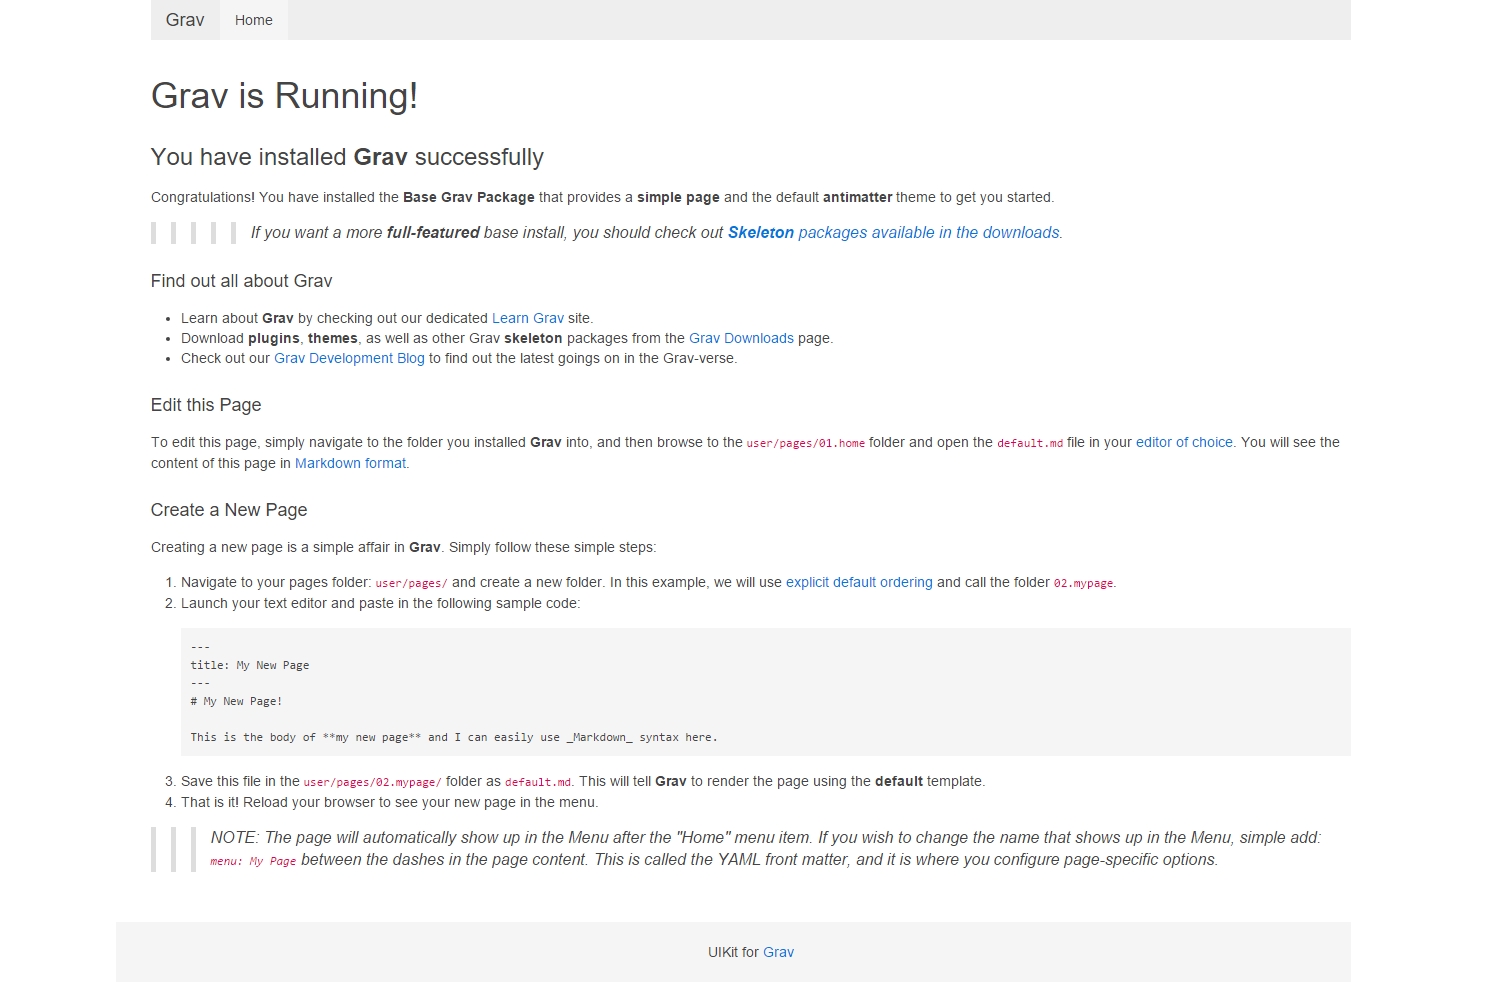 Grav Home
Grav is Running!
You have installed Grav successfully
Congratulations! You have installed the Base Grav Package that provides a simple page and the default antimatter theme to get you started.
If you want a more full-featured base install, you should check out Skeleton packages available in the downloads.
Find out all about Grav
• Learn about Grav by checking out our dedicated Learn Grav site.
• Download plugins, themes, as well as other Grav skeleton packages from the Grav Downloads page.
• Check out our Grav Development Blog to find out the latest goings on in the Grav-verse.
Edit this Page
To edit this page, simply navigate to the folder you installed Grav into, and then browse to the user/pages/01.home folder and open the default.md file in your editor of choice. You will see the
content of this page in Markdown format.
Create a New Page
Creating a new page is a simple affair in Grav. Simply follow these simple steps:
1. Navigate to your pages folder: user/pages/ and create a new folder. In this example, we will use explicit default ordering and call the folder 02.mypage.
2. Launch your text editor and paste in the following sample code:
---
title: My New Page
---
# My New Page!
This is the body of **my new page** and I can easily use _Markdown_ syntax here.
3. Save this file in the user/pages/02.mypage/ folder as default.md. This will tell Grav to render the page using the default template.
4. That is it! Reload your browser to see your new page in the menu.
NOTE: The page will automatically show up in the Menu after the "Home" menu item. If you wish to change the name that shows up in the Menu, simple add:
menu: My Page between the dashes in the page content. This is called the YAML front matter, and it is where you configure page-specific options.
UIKit for Grav